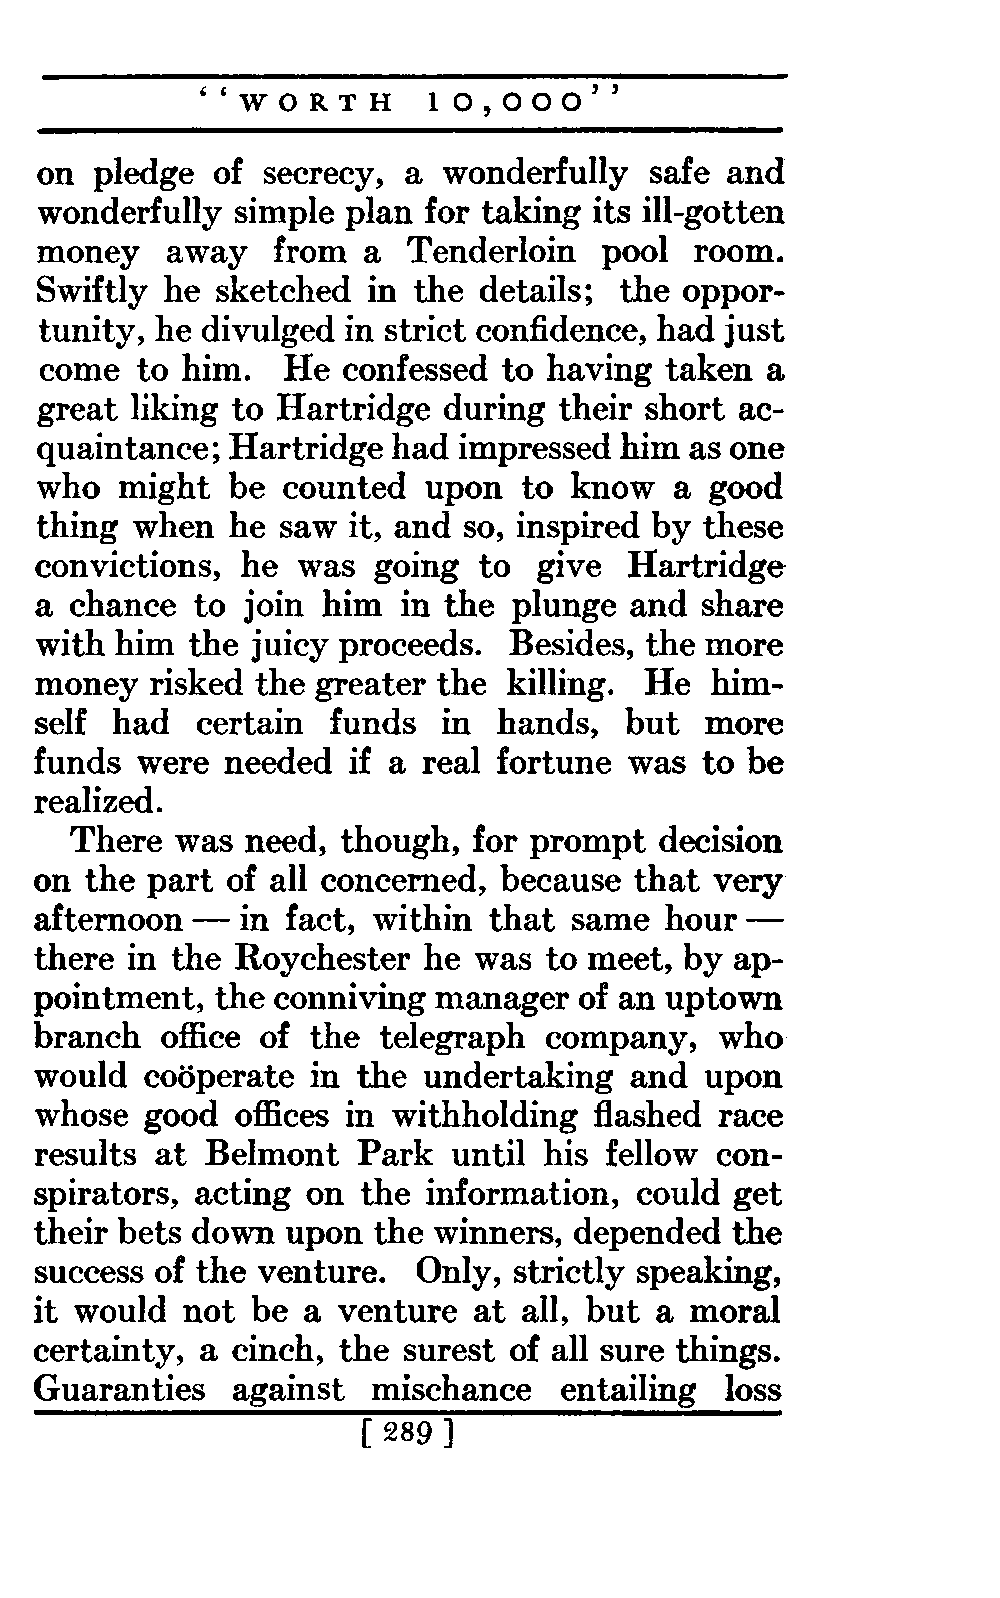 “WORTH 10,000”
on pledge of secrecy, a wonderfully safe and
wonderfully simple plan for taking its ill-gotten
money away from a Tenderloin pool room.
Swiftly he sketched in the details; the oppor-
tunity, he divulged in strict confidence, had just
come to him. He confessed to having taken a
great liking to Hartridge during their short ac-
quaintance; Hartridge had impressed him as one
who might be counted upon to know a good
thing when he saw it, and so, inspired by these
convictions, he was going to give Hartridge
a chance to join him in the plunge and share
with him the juicy proceeds. Besides, the more
money risked the greater the killing. He him-
self had certain funds in hands, but more
funds were needed if a real fortune was to be
realized.
There was need, though, for prompt decision
on the part of all concerned, because that very
afternoon — in fact, within that same hour —
there in the Roychester he was to meet, by ap-
pointment, the conniving manager of an uptown
branch office of the telegraph company, who
would coöperate in the undertaking and upon
whose good offices in withholding flashed race
results at Belmont Park until his fellow con-
spirators, acting on the information, could get
their bets down upon the winners, depended the
success of the venture. Only, strictly speaking,
it would not be a venture at all, but a moral
certainty, a cinch, the surest of all sure things.
Guaranties against mischance entailing loss
[ 289 ]